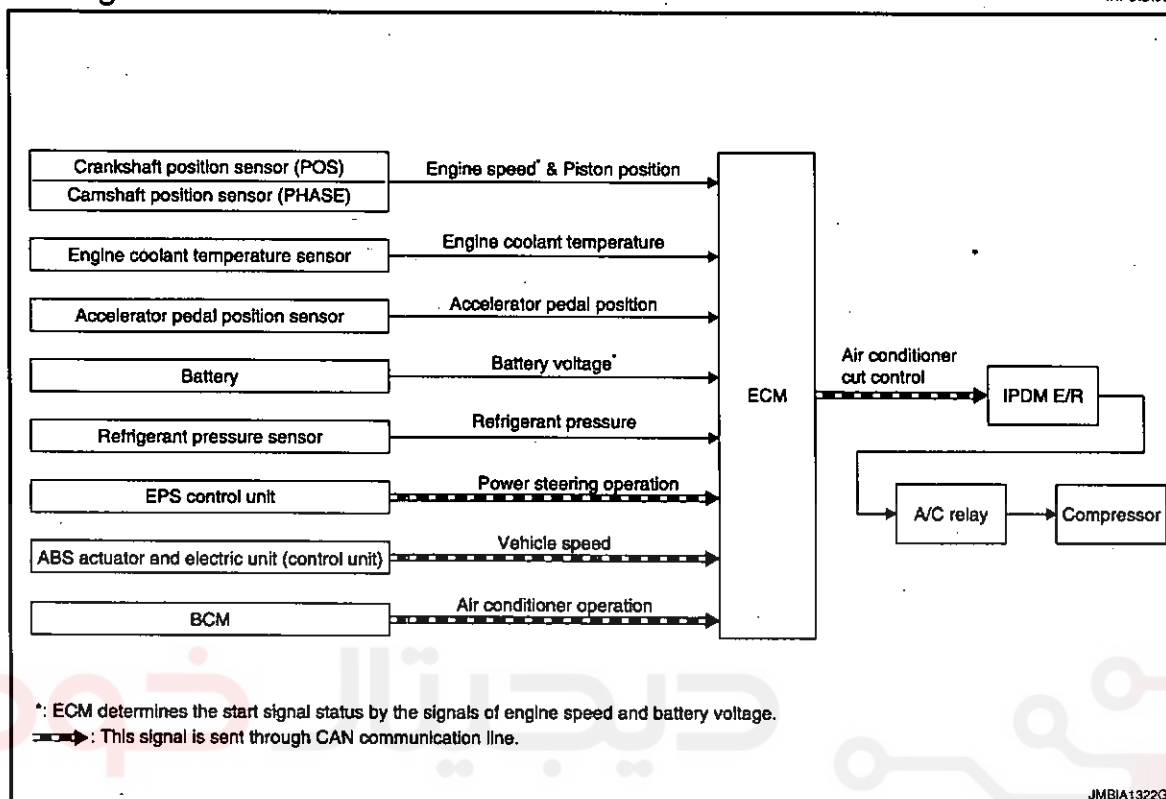 Crankshaft position sensor (POS)
Camshaft position sensor (PHASE)
Engine speed* & Piston position
Engine coolant temperature sensor
Engine coolant temperature
Accelerator pedal position sensor
Accelerator pedal position
Battery
Battery voltage*
Refrigerant pressure sensor
Refrigerant pressure
EPS control unit
Power steering operation
ABS actuator and electric unit (control unit)
Vehicle speed
BCM
Air conditioner operation
ECM
Air conditioner
cut control
IPDM E/R
A/C relay
Compressor
دیجیتال خودرو
*: ECM determines the start signal status by the signals of engine speed and battery voltage.
: This signal is sent through CAN communication line.
JMBIA1322G